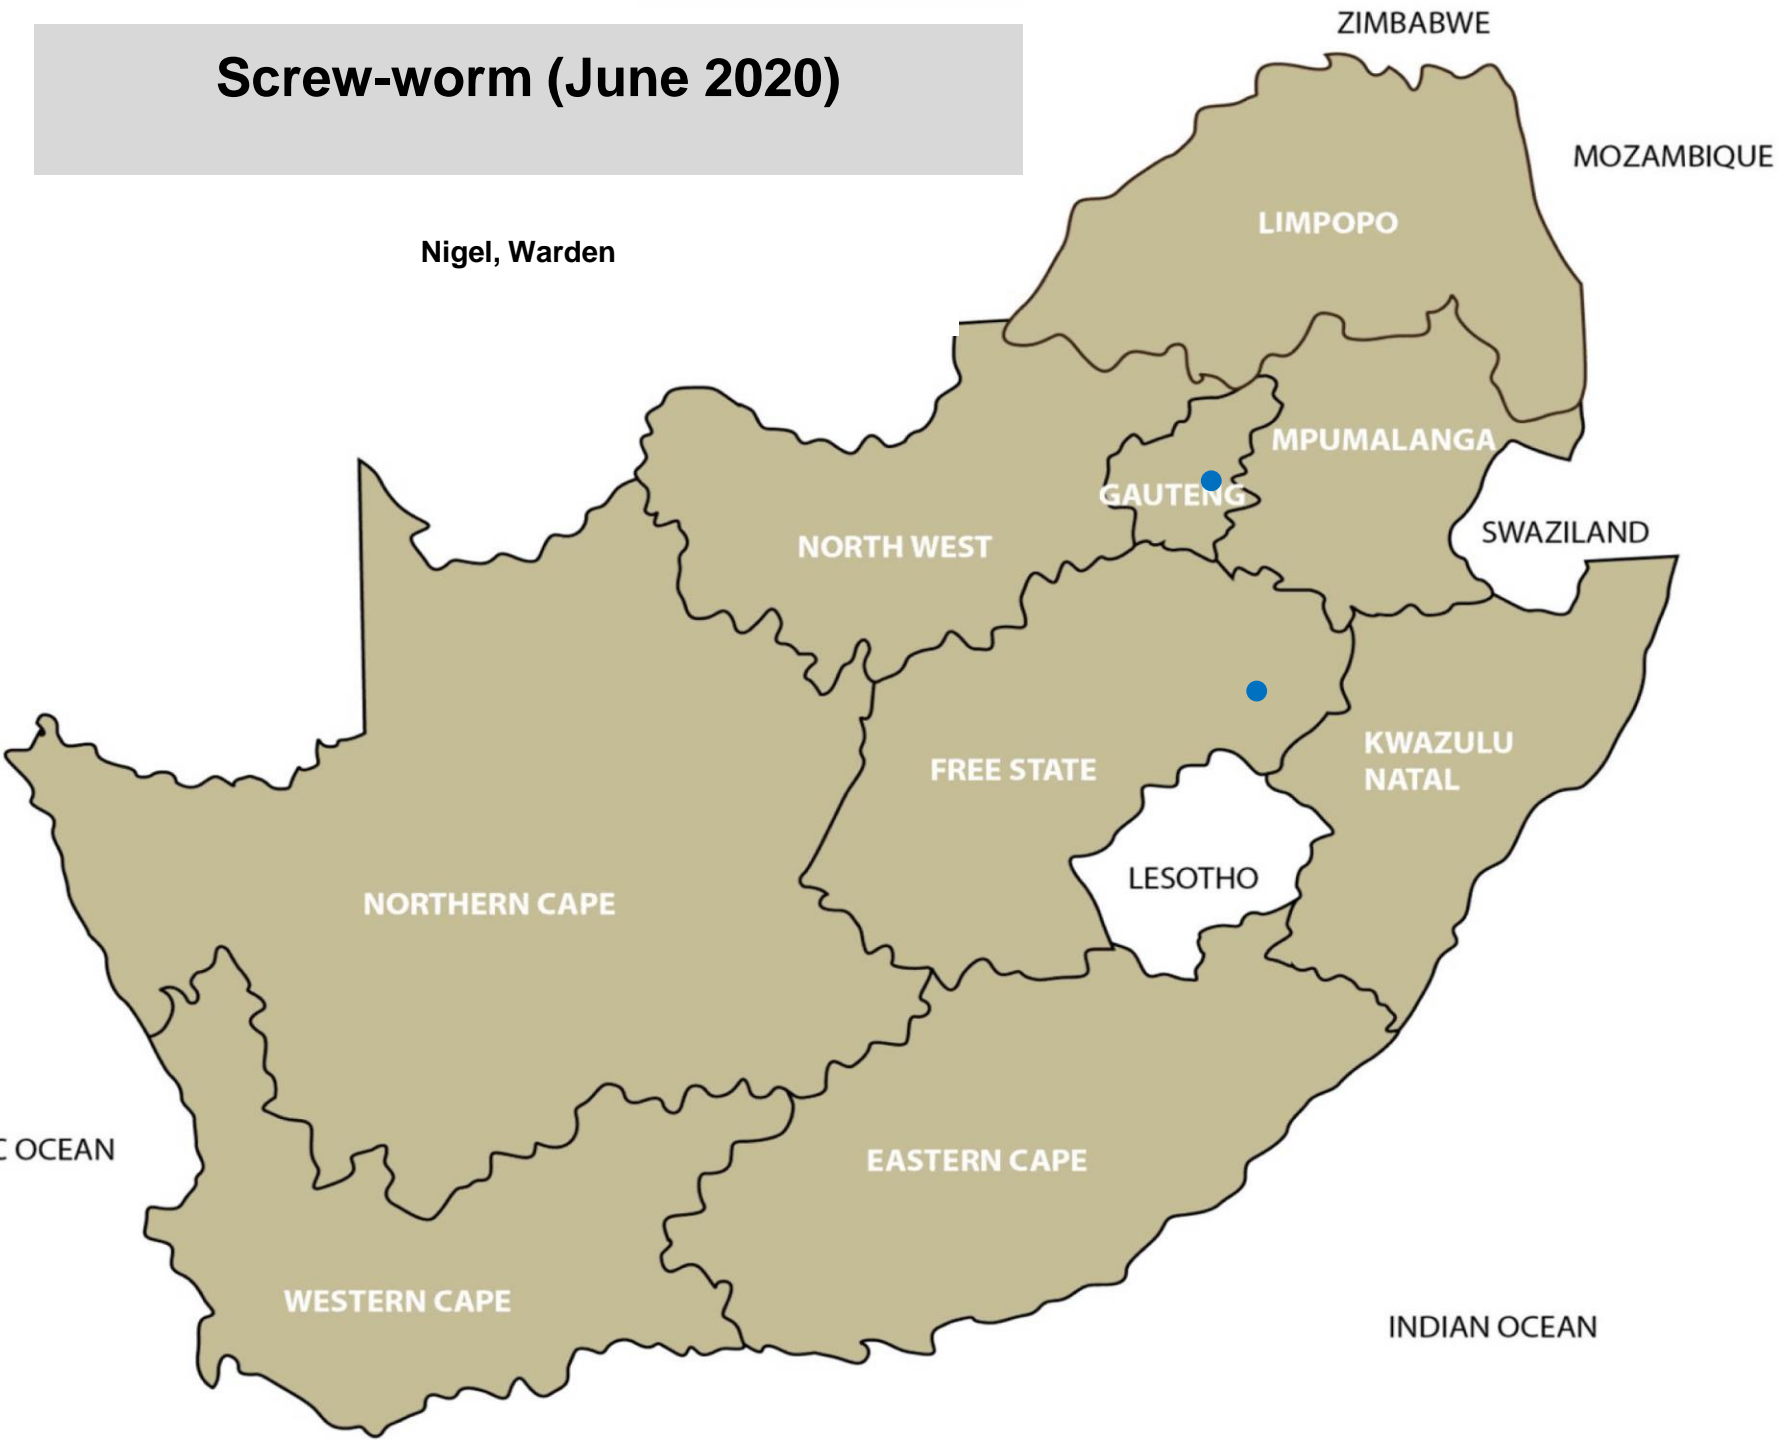 ZIMBABWE
Screw-worm (June 2020)
MOZAMBIQUE
LIMPOPO
Nigel, Warden
MPUMALANGA
GAUTENG
SWAZILAND
NORTH WEST
KWAZULU
NATAL
FREE STATE
LESOTHO
NORTHERN CAPE
C OCEAN
EASTERN CAPE
WESTERN CAPE
INDIAN OCEAN